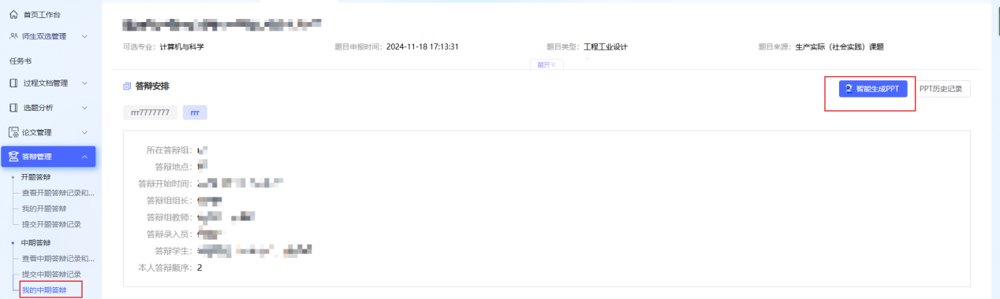 首页工作台
师生双选管理
任务书
过程文档管理
选题分析
论文管理
答辩管理
开题答辩
查看开题答辩记录和...
我的开题答辩
提交开题答辩记录
中期答辩
查看中期答辩记录和...
提交中期答辩记录
我的中期答辩
可选专业：计算机与科学 题目申报时间：2024-11-18 17:13:31 题目类型：工程工业设计 题目来源：生产实际（社会实践）课题
展开
答辩安排 智能生成PPT PPT历史记录
rrr7777777 rrr
所在答辩组：
答辩地点：
答辩开始时间：
答辩组组长：
答辩组教师：
答辩录入员：
答辩学生：
本人答辩顺序：2